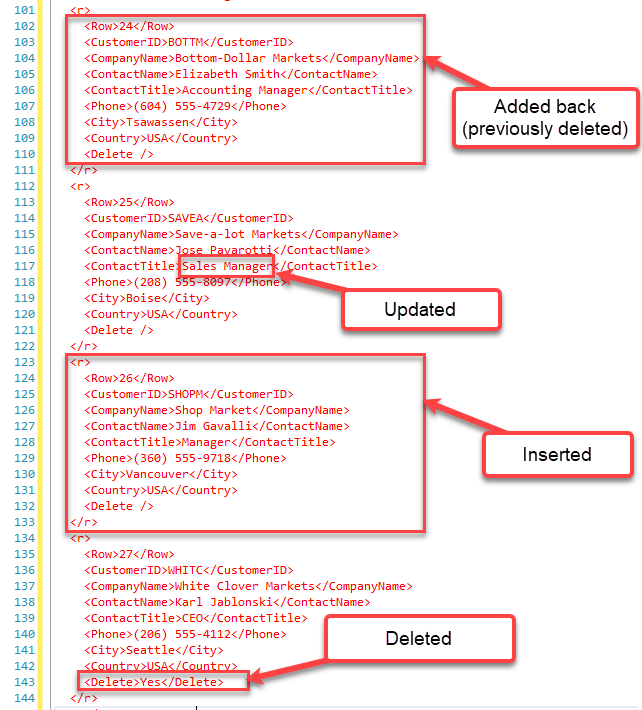 101 <r>
102 <Row>24</Row>
103 <CustomerID>BOTTM</CustomerID>
104 <CompanyName>Bottom-Dollar Markets</CompanyName>
105 <ContactName>Elizabeth Smith</ContactName>
106 <ContactTitle>Accounting Manager</ContactTitle>
107 <Phone>(604) 555-4729</Phone>
108 <City>Tsawassen</City>
109 <Country>USA</Country>
110 <Delete />
111 </r>
Added back
(previously deleted)
112 <r>
113 <Row>25</Row>
114 <CustomerID>SAVEA</CustomerID>
115 <CompanyName>Save-a-lot Markets</CompanyName>
116 <ContactName>Jose Pavarotti</ContactName>
117 <ContactTitle>Sales Manager</ContactTitle>
118 <Phone>(208) 555-8097</Phone>
119 <City>Boise</City>
120 <Country>USA</Country>
121 <Delete />
122 </r>
Updated
123 <r>
124 <Row>26</Row>
125 <CustomerID>SHOPM</CustomerID>
126 <CompanyName>Shop Market</CompanyName>
127 <ContactName>Jim Gavalli</ContactName>
128 <ContactTitle>Manager</ContactTitle>
129 <Phone>(360) 555-9718</Phone>
130 <City>Vancouver</City>
131 <Country>USA</Country>
132 <Delete />
133 </r>
Inserted
134 <r>
135 <Row>27</Row>
136 <CustomerID>WHITC</CustomerID>
137 <CompanyName>White Clover Markets</CompanyName>
138 <ContactName>Karl Jablonski</ContactName>
139 <ContactTitle>CEO</ContactTitle>
140 <Phone>(206) 555-4112</Phone>
141 <City>Seattle</City>
142 <Country>USA</Country>
143 <Delete>Yes</Delete>
144 </r>
Deleted